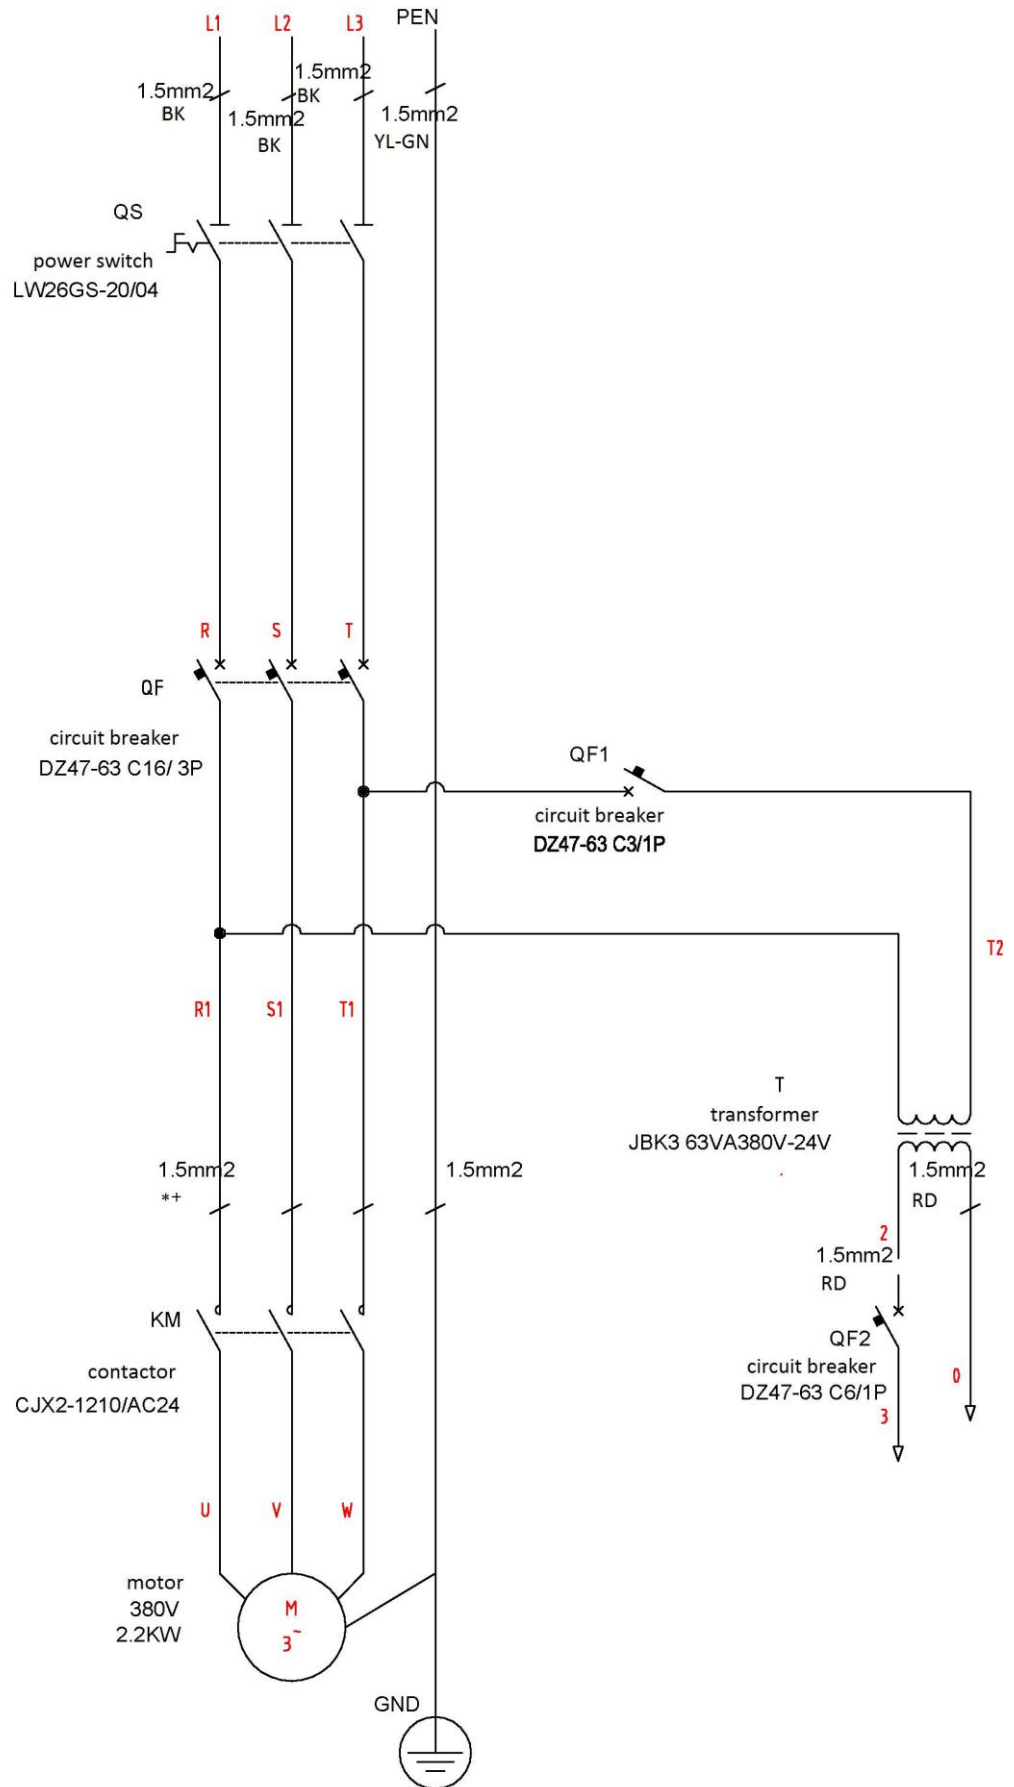 L1
L2
L3
PEN
1.5mm2
BK
1.5mm2
BK
1.5mm2
BK
1.5mm2
YL-GN
QS
power switch
LW26GS-20/04
R
S
T
QF
circuit breaker
DZ47-63 C16/ 3P
QF1
circuit breaker
DZ47-63 C3/1P
T2
R1
S1
T1
T
transformer
JBK3 63VA380V-24V
1.5mm2
*+
1.5mm2
1.5mm2
RD
2
1.5mm2
RD
KM
contactor
CJX2-1210/AC24
QF2
circuit breaker
DZ47-63 C6/1P
0
3
U
V
W
motor
380V
2.2KW
M
3~
GND